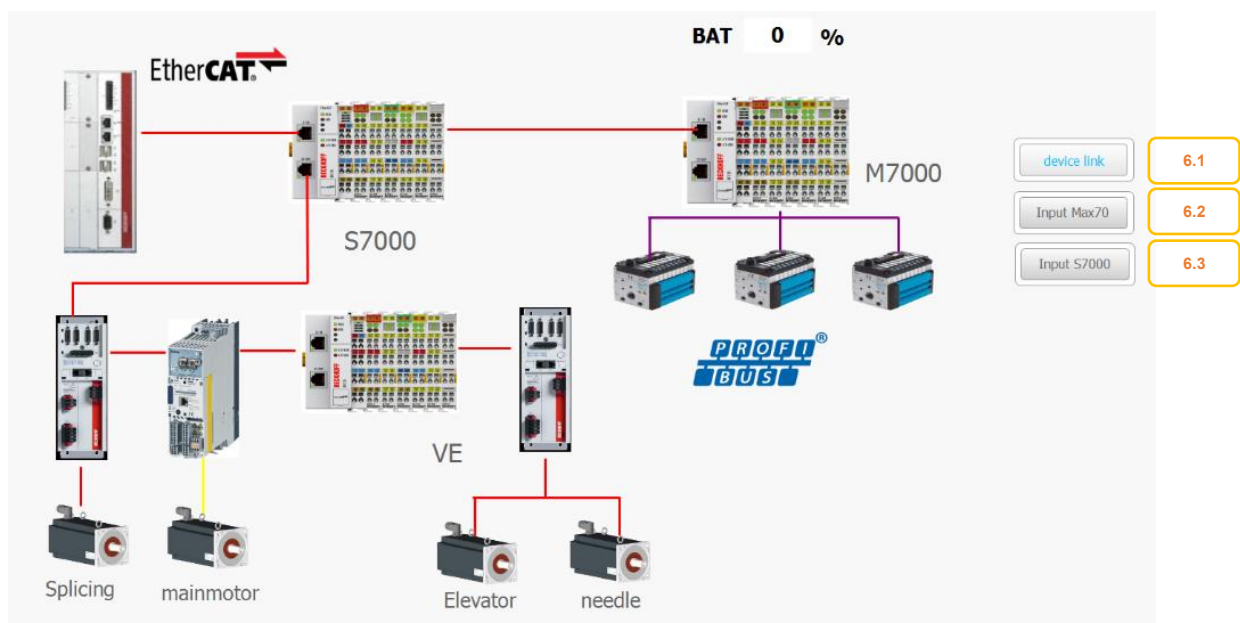 BAT 0 %
EtherCAT®
M7000
device link 6.1
Input Max70 6.2
Input S7000 6.3
S7000
PROFI®
BUS
VE
Splicing
mainmotor
Elevator
needle